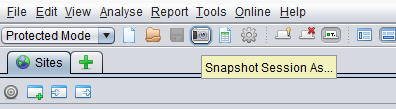 File Edit View Analyse Report Tools Online Help
Protected Mode
Snapshot Session As...
Sites